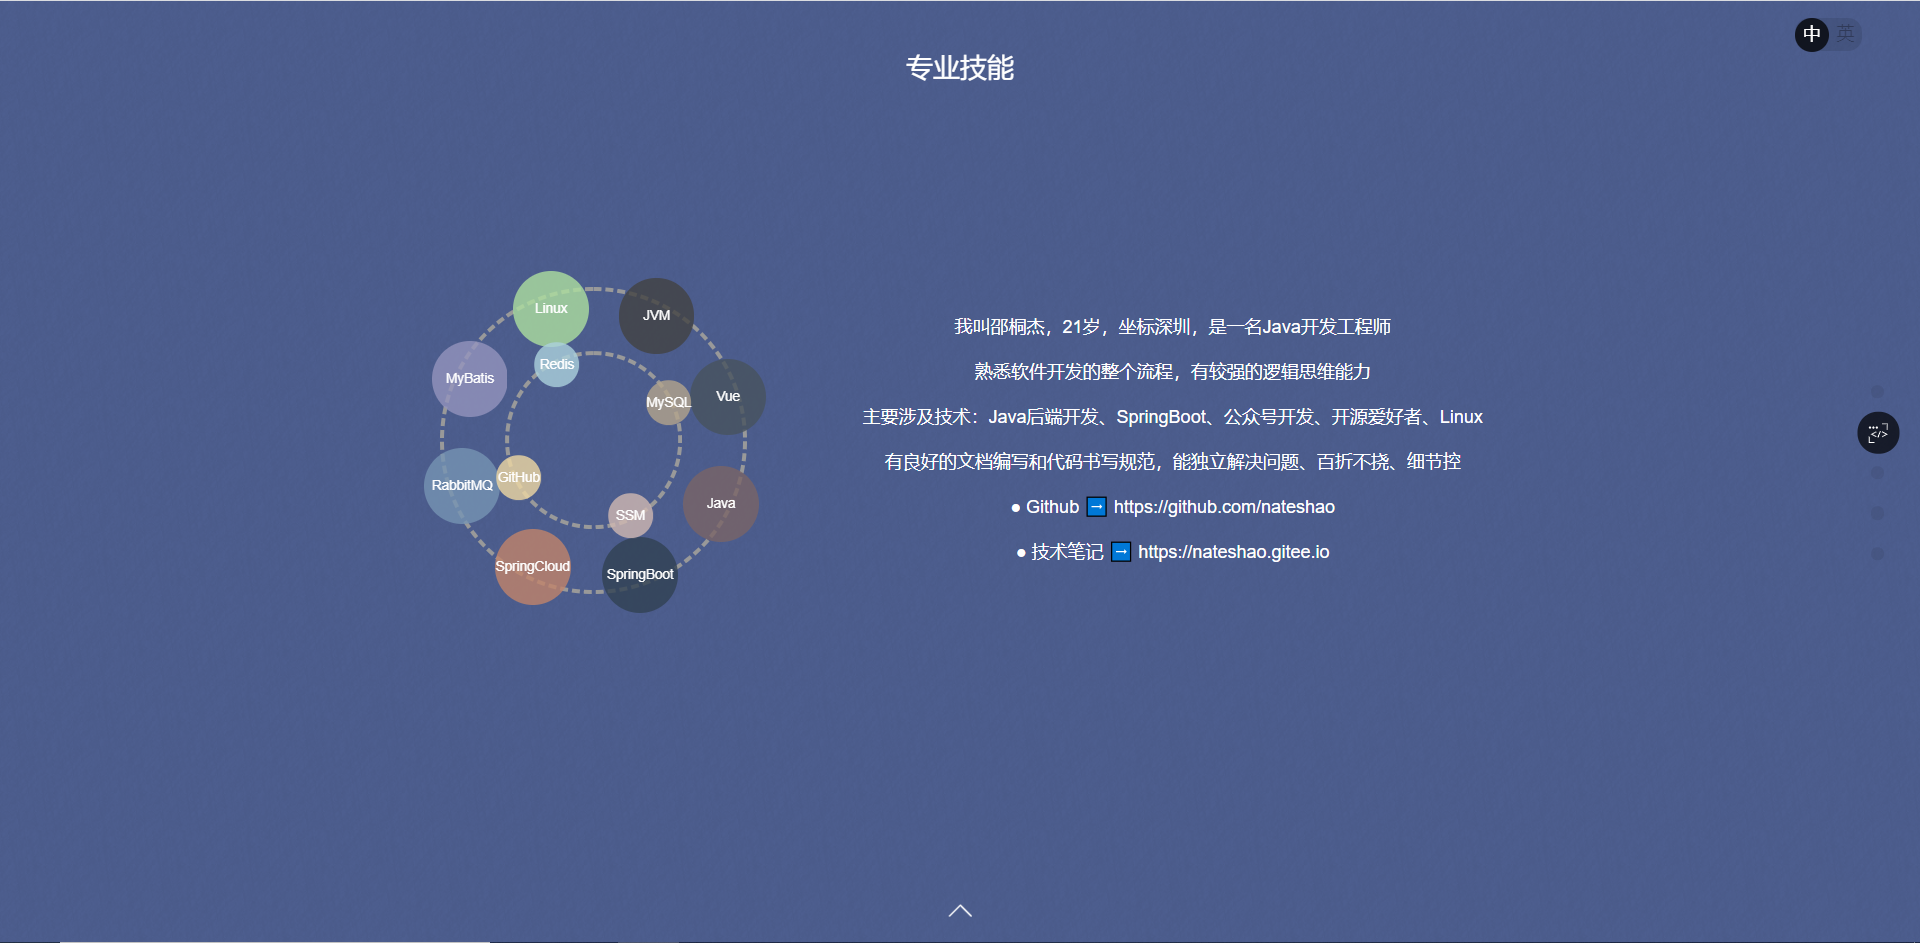 中 英
专业技能
Linux
JVM
Redis
MyBatis
MySQL
Vue
RabbitMQ
GitHub
Java
SSM
SpringCloud
SpringBoot
我叫邵桐杰，21岁，坐标深圳，是一名Java开发工程师
熟悉软件开发的整个流程，有较强的逻辑思维能力
主要涉及技术：Java后端开发、SpringBoot、公众号开发、开源爱好者、Linux
有良好的文档编写和代码书写规范，能独立解决问题、百折不挠、细节控
● Github ➡ https://github.com/nateshao
● 技术笔记 ➡ https://nateshao.gitee.io